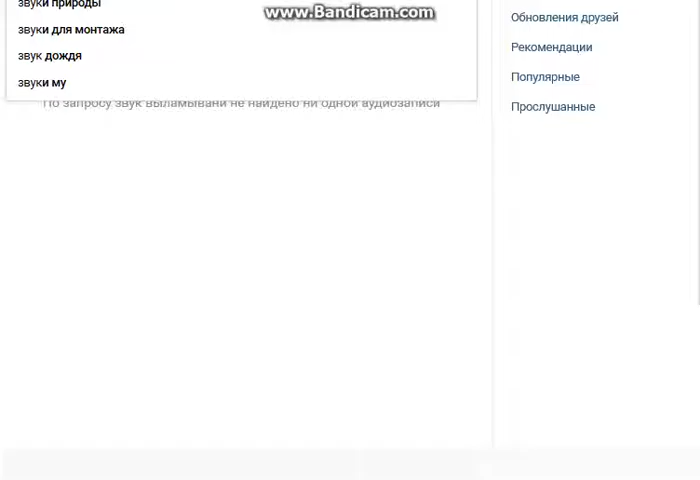 звуки природы
www.Bandicam.com
Обновления друзей
звуки для монтажа
Рекомендации
звук дождя
Популярные
звуки му
По запросу звук выламывани не найдено ни одной аудиозаписи
Прослушанные